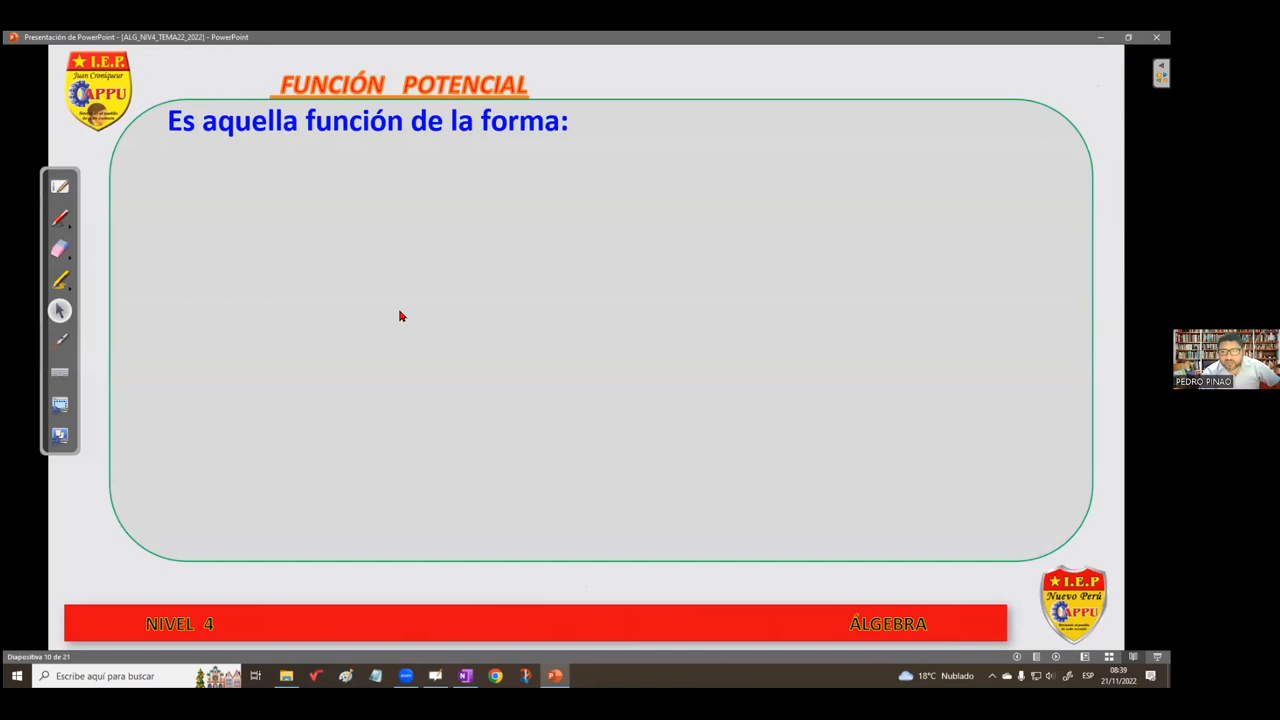 Presentación de PowerPoint - [ALG_NIV4_TEMA22_2022] - PowerPoint
I.E.P.
Juan Croniqueur
APPU
FUNCIÓN POTENCIAL
Es aquella función de la forma:
PEDRO PINAO
I.E.P
Nuevo Perú
APPU
NIVEL 4
ÁLGEBRA
Diapositiva 10 de 21
Escribe aquí para buscar
18°C Nublado
ESP
08:39
21/11/2022